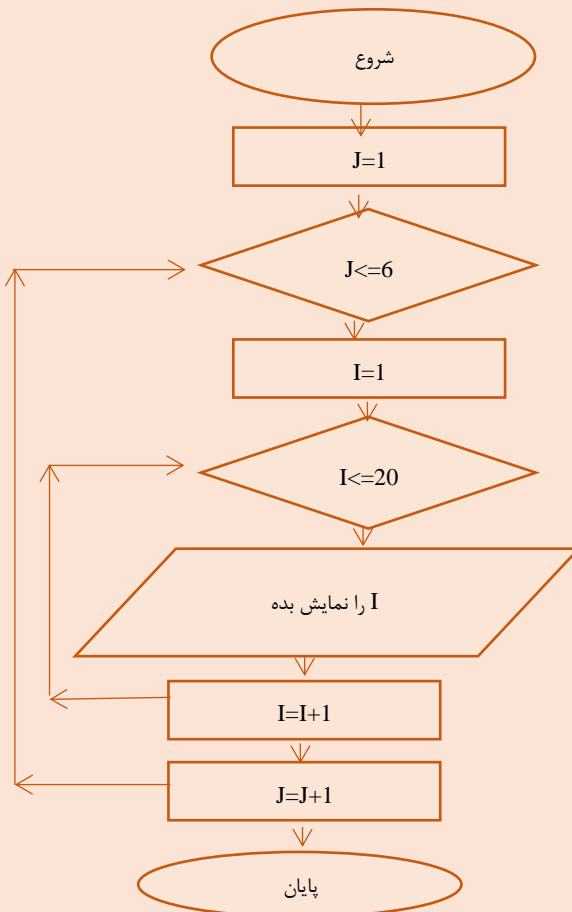 شروع
J=1
J<=6
I=1
I<=20
I را نمایش بده
I=I+1
J=J+1
پایان